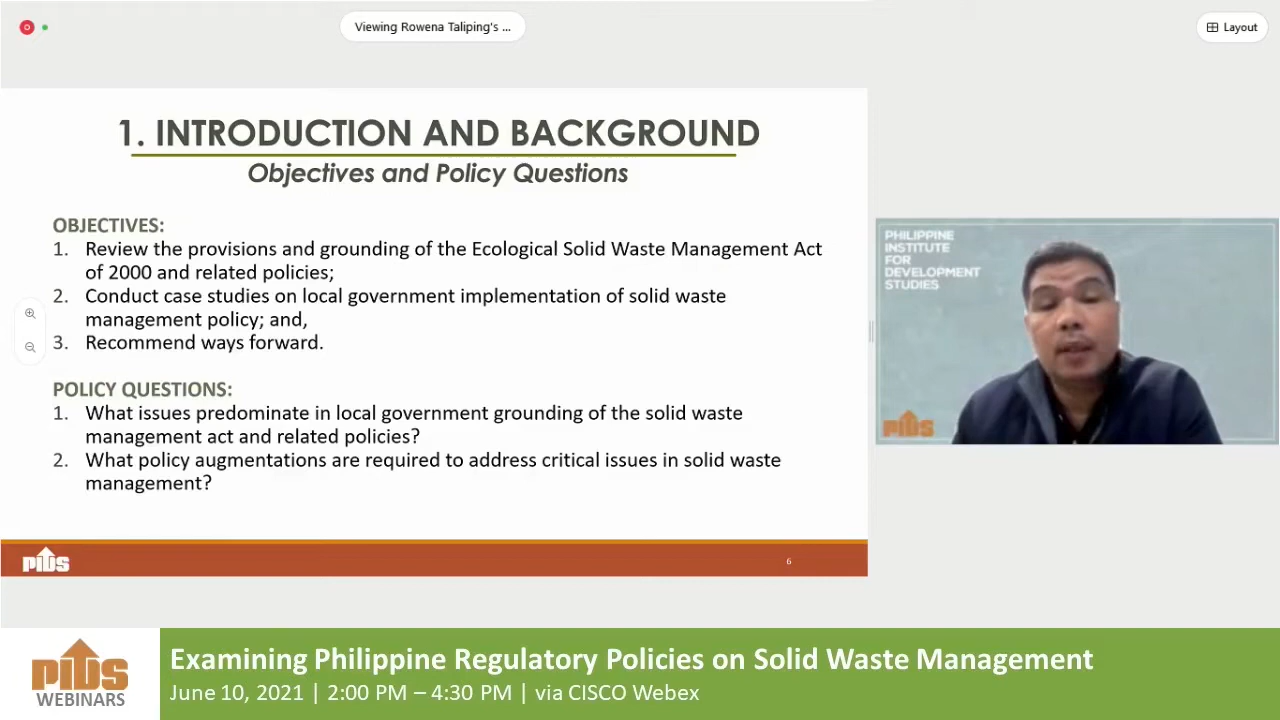 Viewing Rowena Taliping's ...
Layout
1. INTRODUCTION AND BACKGROUND
Objectives and Policy Questions
OBJECTIVES:
1. Review the provisions and grounding of the Ecological Solid Waste Management Act
of 2000 and related policies;
2. Conduct case studies on local government implementation of solid waste
management policy; and,
3. Recommend ways forward.
POLICY QUESTIONS:
1. What issues predominate in local government grounding of the solid waste
management act and related policies?
2. What policy augmentations are required to address critical issues in solid waste
management?
PIDS
6
PHILIPPINE
INSTITUTE
FOR
DEVELOPMENT
STUDIES
PIDS
PIDS
WEBINARS
Examining Philippine Regulatory Policies on Solid Waste Management
June 10, 2021 | 2:00 PM – 4:30 PM | via CISCO Webex